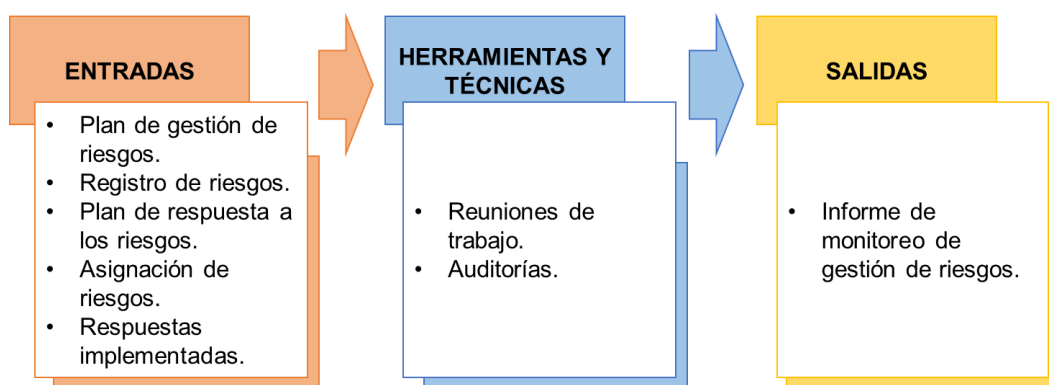 ENTRADAS
• Plan de gestión de
riesgos.
• Registro de riesgos.
• Plan de respuesta a
los riesgos.
• Asignación de
riesgos.
• Respuestas
implementadas.
HERRAMIENTAS Y
TÉCNICAS
• Reuniones de
trabajo.
• Auditorías.
SALIDAS
• Informe de
monitoreo de
gestión de riesgos.